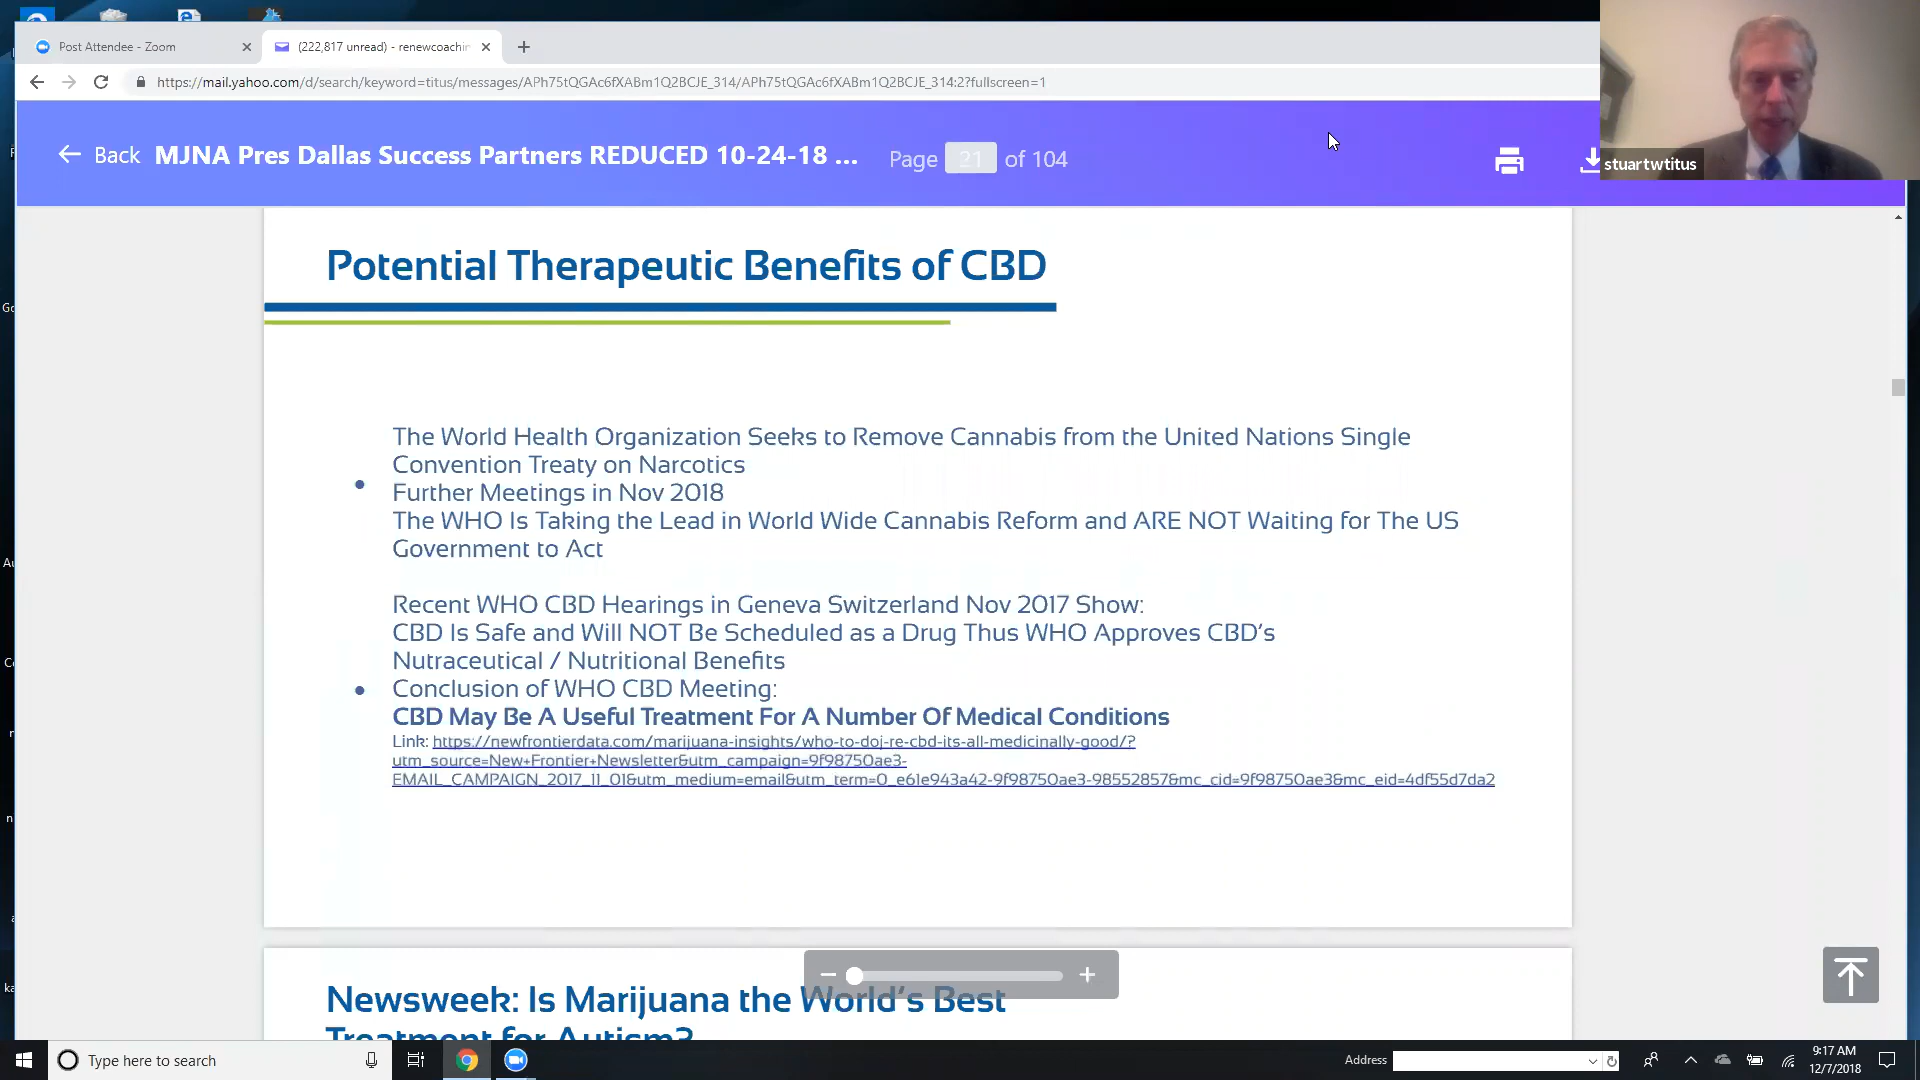 Post Attendee - Zoom
(222,817 unread) - renewcoachin
https://mail.yahoo.com/d/search/keyword=titus/messages/APh75tQGAc6fXABm1Q2BCJE_314/APh75tQGAc6fXABm1Q2BCJE_314:2?fullscreen=1
Back MJNA Pres Dallas Success Partners REDUCED 10-24-18 ... Page 21 of 104
stuartwtitus
Potential Therapeutic Benefits of CBD
The World Health Organization Seeks to Remove Cannabis from the United Nations Single
Convention Treaty on Narcotics
• Further Meetings in Nov 2018
The WHO Is Taking the Lead in World Wide Cannabis Reform and ARE NOT Waiting for The US
Government to Act
Recent WHO CBD Hearings in Geneva Switzerland Nov 2017 Show:
CBD Is Safe and Will NOT Be Scheduled as a Drug Thus WHO Approves CBD's
Nutraceutical / Nutritional Benefits
• Conclusion of WHO CBD Meeting:
CBD May Be A Useful Treatment For A Number Of Medical Conditions
Link: https://newfrontierdata.com/marijuana-insights/who-to-doj-re-cbd-its-all-medicinally-good/?
utm_source=New+Frontier+Newsletter&utm_campaign=9f98750ae3-
EMAIL_CAMPAIGN_2017_11_01&utm_medium=email&utm_term=0_e61e943a42-9f98750ae3-98552857&mc_cid=9f98750ae3&mc_eid=4df55d7da2
Newsweek: Is Marijuana the World's Best
Treatment for Autism?
Type here to search
Address
9:17 AM
12/7/2018